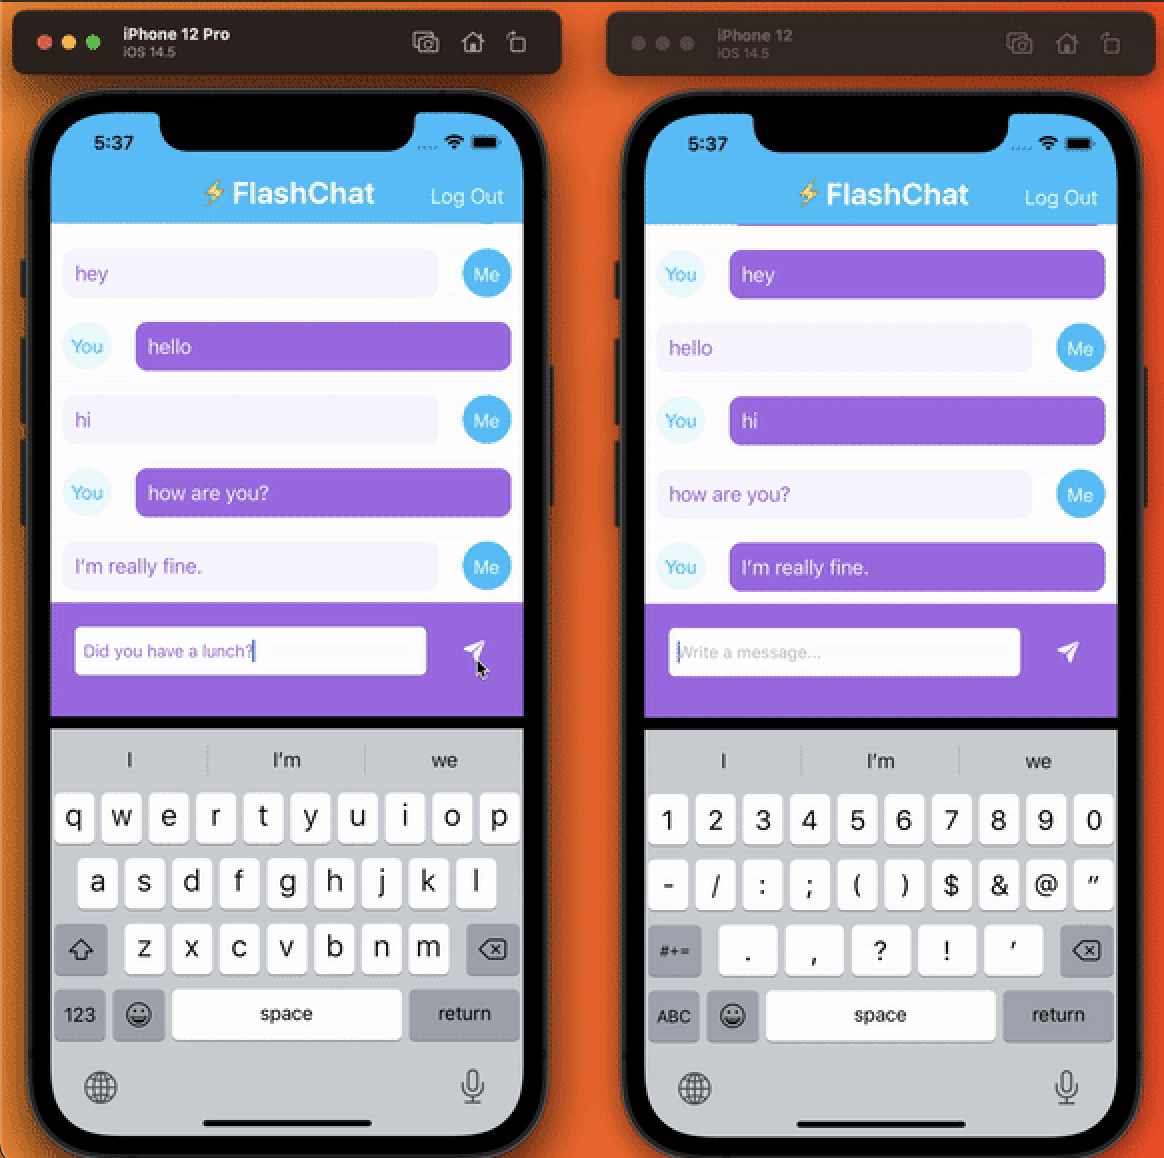 iPhone 12 Pro
iOS 14.5
5:37
⚡FlashChat
Log Out
hey
Me
You
hello
hi
Me
You
how are you?
I'm really fine.
Me
Did you have a lunch?
I
I'm
we
q w e r t y u i o p
a s d f g h j k l
z x c v b n m
123
space
return
iPhone 12
iOS 14.5
5:37
⚡FlashChat
Log Out
You
hey
hello
Me
You
hi
how are you?
Me
You
I'm really fine.
Write a message...
I
I'm
we
1 2 3 4 5 6 7 8 9 0
- / : ; ( ) $ & @ "
#+= . , ? ! '
ABC
space
return